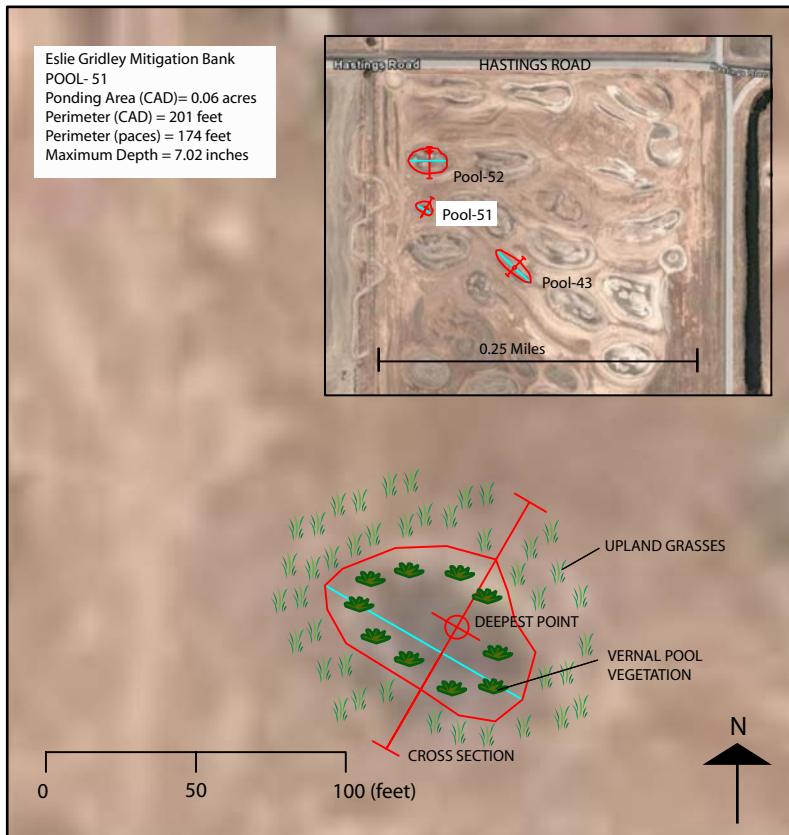 Eslie Gridley Mitigation Bank
POOL- 51
Ponding Area (CAD)= 0.06 acres
Perimeter (CAD) = 201 feet
Perimeter (paces) = 174 feet
Maximum Depth = 7.02 inches
Hastings Road
HASTINGS ROAD
Pool-52
Pool-51
Pool-43
0.25 Miles
UPLAND GRASSES
DEEPEST POINT
VERNAL POOL
VEGETATION
CROSS SECTION
N
0
50
100 (feet)